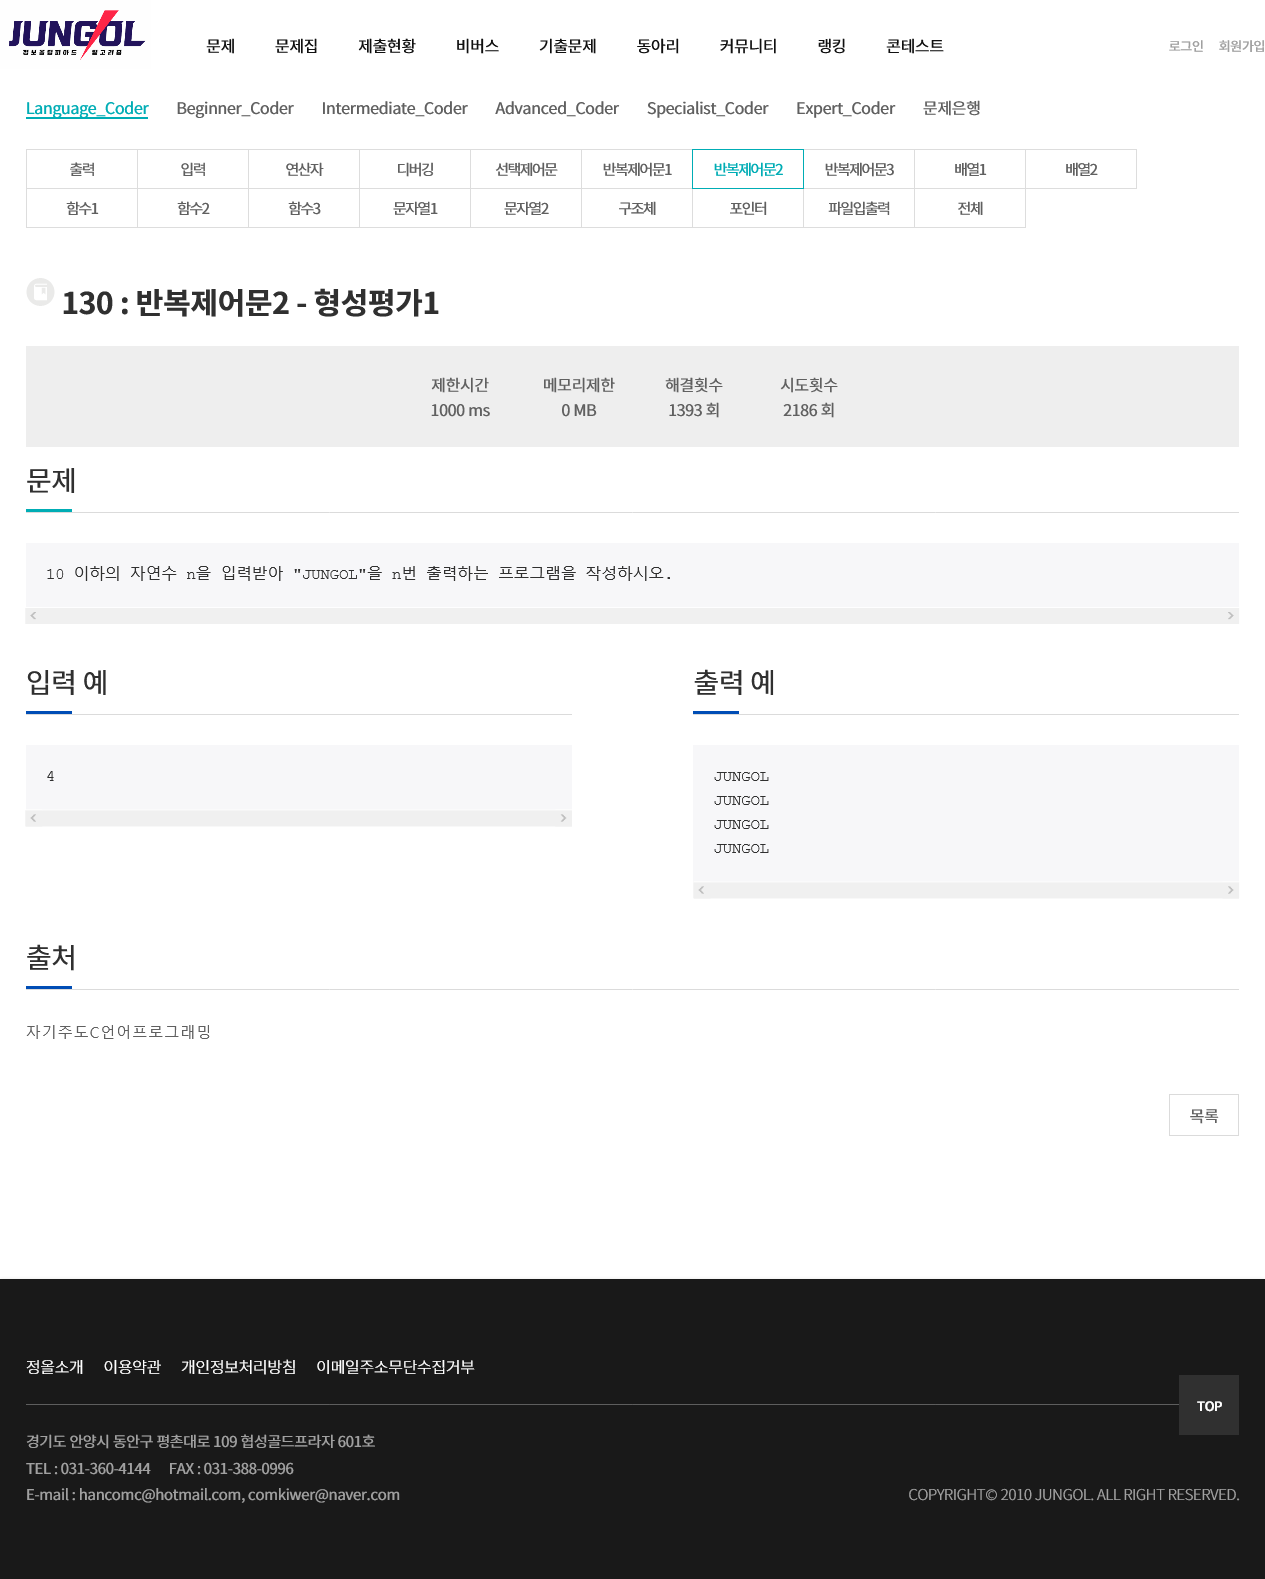 JUNGOL
정보올림피아드 알고리즘
문제 문제집 제출현황 비버스 기출문제 동아리 커뮤니티 랭킹 콘테스트 로그인 회원가입
Language_Coder Beginner_Coder Intermediate_Coder Advanced_Coder Specialist_Coder Expert_Coder 문제은행
출력 입력 연산자 디버깅 선택제어문 반복제어문1 반복제어문2 반복제어문3 배열1 배열2
함수1 함수2 함수3 문자열1 문자열2 구조체 포인터 파일입출력 전체
130 : 반복제어문2 - 형성평가1
제한시간 메모리제한 해결횟수 시도횟수
1000 ms 0 MB 1393 회 2186 회
문제
10 이하의 자연수 n을 입력받아 "JUNGOL"을 n번 출력하는 프로그램을 작성하시오.
입력 예
4
출력 예
JUNGOL
JUNGOL
JUNGOL
JUNGOL
출처
자기주도C언어프로그래밍
목록
정올소개 이용약관 개인정보처리방침 이메일주소무단수집거부
TOP
경기도 안양시 동안구 평촌대로 109 협성골드프라자 601호
TEL : 031-360-4144 FAX : 031-388-0996
E-mail : hancomc@hotmail.com, comkiwer@naver.com
COPYRIGHT© 2010 JUNGOL. ALL RIGHT RESERVED.